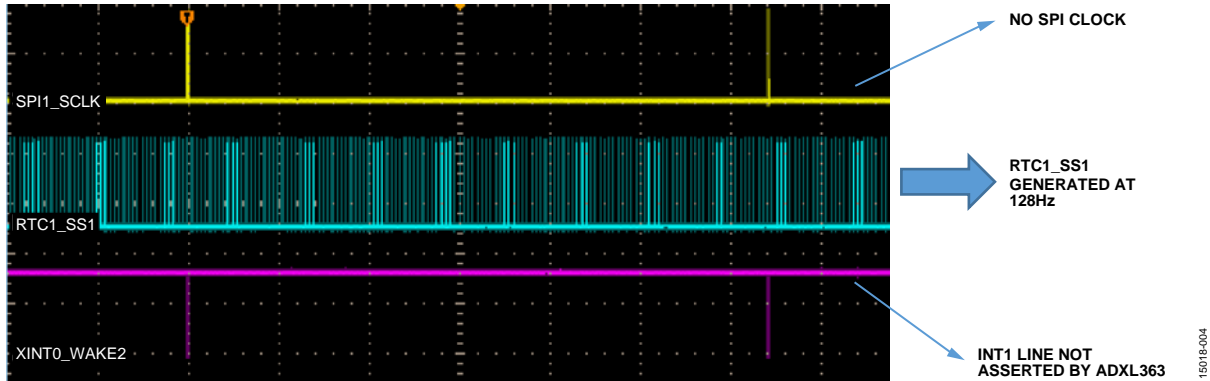 T
NO SPI CLOCK
SPI1_SCLK
RTC1_SS1
GENERATED AT
128Hz
RTC1_SS1
XINT0_WAKE2
INT1 LINE NOT
ASSERTED BY ADXL363
15018-004